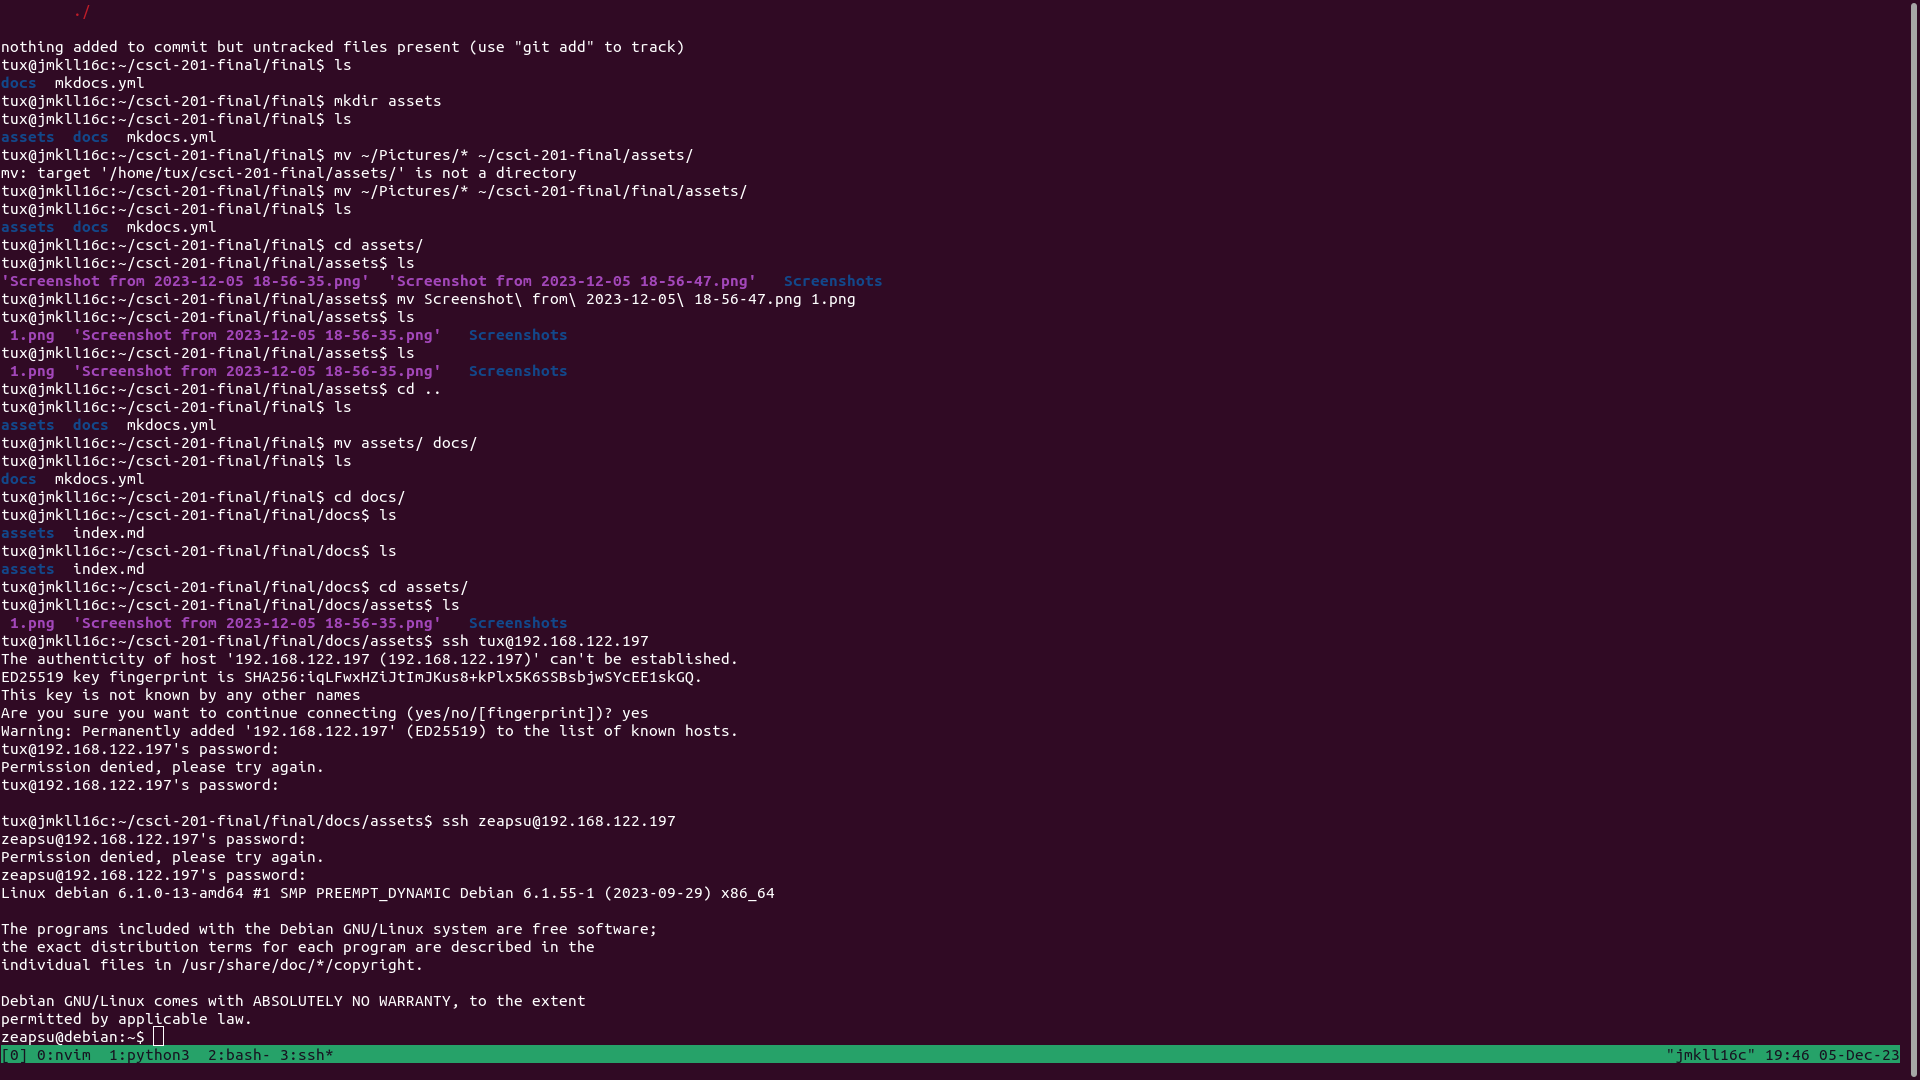 ./
nothing added to commit but untracked files present (use "git add" to track)
tux@jmkll16c:~/csci-201-final/final$ ls
docs  mkdocs.yml
tux@jmkll16c:~/csci-201-final/final$ mkdir assets
tux@jmkll16c:~/csci-201-final/final$ ls
assets  docs  mkdocs.yml
tux@jmkll16c:~/csci-201-final/final$ mv ~/Pictures/* ~/csci-201-final/assets/
mv: target '/home/tux/csci-201-final/assets/' is not a directory
tux@jmkll16c:~/csci-201-final/final$ mv ~/Pictures/* ~/csci-201-final/final/assets/
tux@jmkll16c:~/csci-201-final/final$ ls
assets  docs  mkdocs.yml
tux@jmkll16c:~/csci-201-final/final$ cd assets/
tux@jmkll16c:~/csci-201-final/final/assets$ ls
'Screenshot from 2023-12-05 18-56-35.png'  'Screenshot from 2023-12-05 18-56-47.png'   Screenshots
tux@jmkll16c:~/csci-201-final/final/assets$ mv Screenshot\ from\ 2023-12-05\ 18-56-47.png 1.png
tux@jmkll16c:~/csci-201-final/final/assets$ ls
 1.png  'Screenshot from 2023-12-05 18-56-35.png'   Screenshots
tux@jmkll16c:~/csci-201-final/final/assets$ ls
 1.png  'Screenshot from 2023-12-05 18-56-35.png'   Screenshots
tux@jmkll16c:~/csci-201-final/final/assets$ cd ..
tux@jmkll16c:~/csci-201-final/final$ ls
assets  docs  mkdocs.yml
tux@jmkll16c:~/csci-201-final/final$ mv assets/ docs/
tux@jmkll16c:~/csci-201-final/final$ ls
docs  mkdocs.yml
tux@jmkll16c:~/csci-201-final/final$ cd docs/
tux@jmkll16c:~/csci-201-final/final/docs$ ls
assets  index.md
tux@jmkll16c:~/csci-201-final/final/docs$ ls
assets  index.md
tux@jmkll16c:~/csci-201-final/final/docs$ cd assets/
tux@jmkll16c:~/csci-201-final/final/docs/assets$ ls
 1.png  'Screenshot from 2023-12-05 18-56-35.png'   Screenshots
tux@jmkll16c:~/csci-201-final/final/docs/assets$ ssh tux@192.168.122.197
The authenticity of host '192.168.122.197 (192.168.122.197)' can't be established.
ED25519 key fingerprint is SHA256:iqLFwxHZiJtImJKus8+kPlx5K6SSBsbjwSYcEE1skGQ.
This key is not known by any other names
Are you sure you want to continue connecting (yes/no/[fingerprint])? yes
Warning: Permanently added '192.168.122.197' (ED25519) to the list of known hosts.
tux@192.168.122.197's password:
Permission denied, please try again.
tux@192.168.122.197's password:
tux@jmkll16c:~/csci-201-final/final/docs/assets$ ssh zeapsu@192.168.122.197
zeapsu@192.168.122.197's password:
Permission denied, please try again.
zeapsu@192.168.122.197's password:
Linux debian 6.1.0-13-amd64 #1 SMP PREEMPT_DYNAMIC Debian 6.1.55-1 (2023-09-29) x86_64
The programs included with the Debian GNU/Linux system are free software;
the exact distribution terms for each program are described in the
individual files in /usr/share/doc/*/copyright.
Debian GNU/Linux comes with ABSOLUTELY NO WARRANTY, to the extent
permitted by applicable law.
zeapsu@debian:~$
[0] 0:nvim  1:python3  2:bash- 3:ssh*    "jmkll16c" 19:46 05-Dec-23